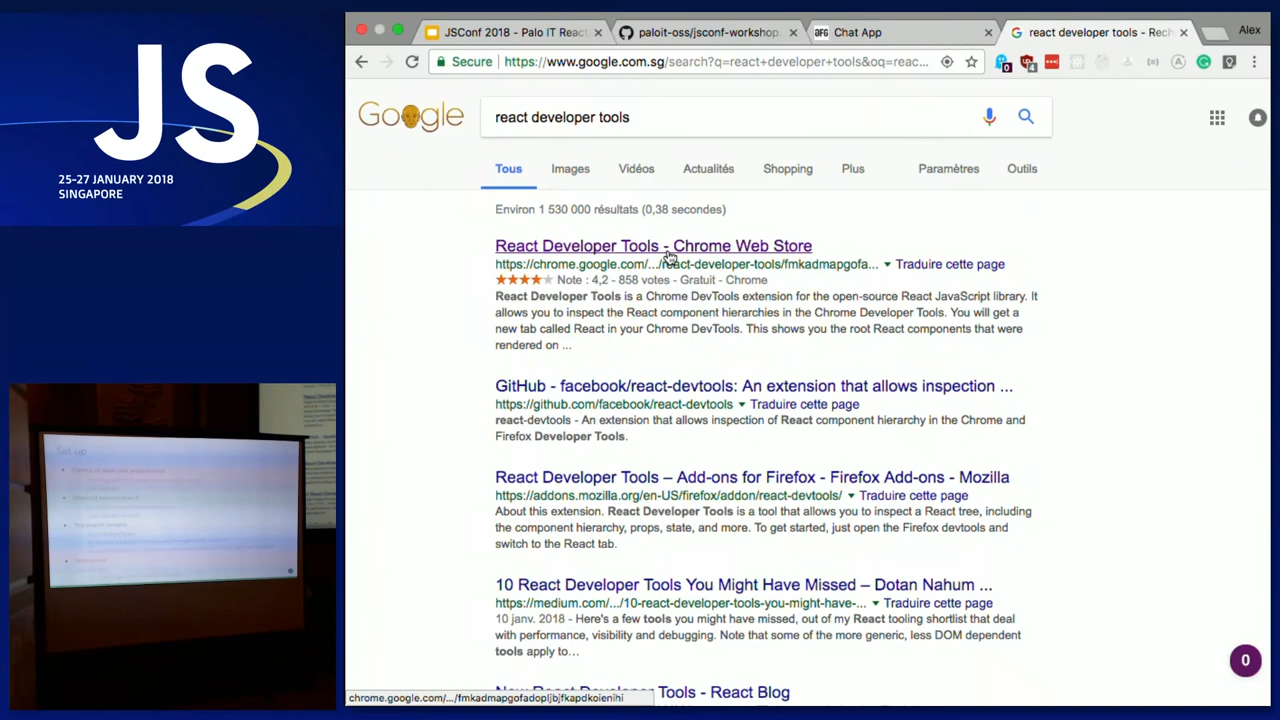 JS
25-27 JANUARY 2018
SINGAPORE
JSConf 2018 - Palo IT React
paloit-oss/jsconf-workshop
AFG Chat App
react developer tools - Rech
Alex
Secure
https://www.google.com.sg/search?q=react+developer+tools&oq=reac...
0
4
Google
react developer tools
Tous
Images
Vidéos
Actualités
Shopping
Plus
Paramètres
Outils
Environ 1 530 000 résultats (0,38 secondes)
React Developer Tools - Chrome Web Store
https://chrome.google.com/.../react-developer-tools/fmkadmapgofa... Traduire cette page
Note : 4,2 - 858 votes - Gratuit - Chrome
React Developer Tools is a Chrome DevTools extension for the open-source React JavaScript library. It
allows you to inspect the React component hierarchies in the Chrome Developer Tools. You will get a
new tab called React in your Chrome DevTools. This shows you the root React components that were
rendered on ...
GitHub - facebook/react-devtools: An extension that allows inspection ...
https://github.com/facebook/react-devtools Traduire cette page
react-devtools - An extension that allows inspection of React component hierarchy in the Chrome and
Firefox Developer Tools.
React Developer Tools – Add-ons for Firefox - Firefox Add-ons - Mozilla
https://addons.mozilla.org/en-US/firefox/addon/react-devtools/ Traduire cette page
About this extension. React Developer Tools is a tool that allows you to inspect a React tree, including
the component hierarchy, props, state, and more. To get started, just open the Firefox devtools and
switch to the React tab.
10 React Developer Tools You Might Have Missed – Dotan Nahum ...
https://medium.com/.../10-react-developer-tools-you-might-have-... Traduire cette page
10 janv. 2018 - Here's a few tools you might have missed, out of my React tooling shortlist that deal
with performance, visibility and debugging. Note that some of the more generic, less DOM dependent
tools apply to…
New React Developer Tools - React Blog
chrome.google.com/.../fmkadmapgofadopljbjfkapdkoienihi
0
Set up